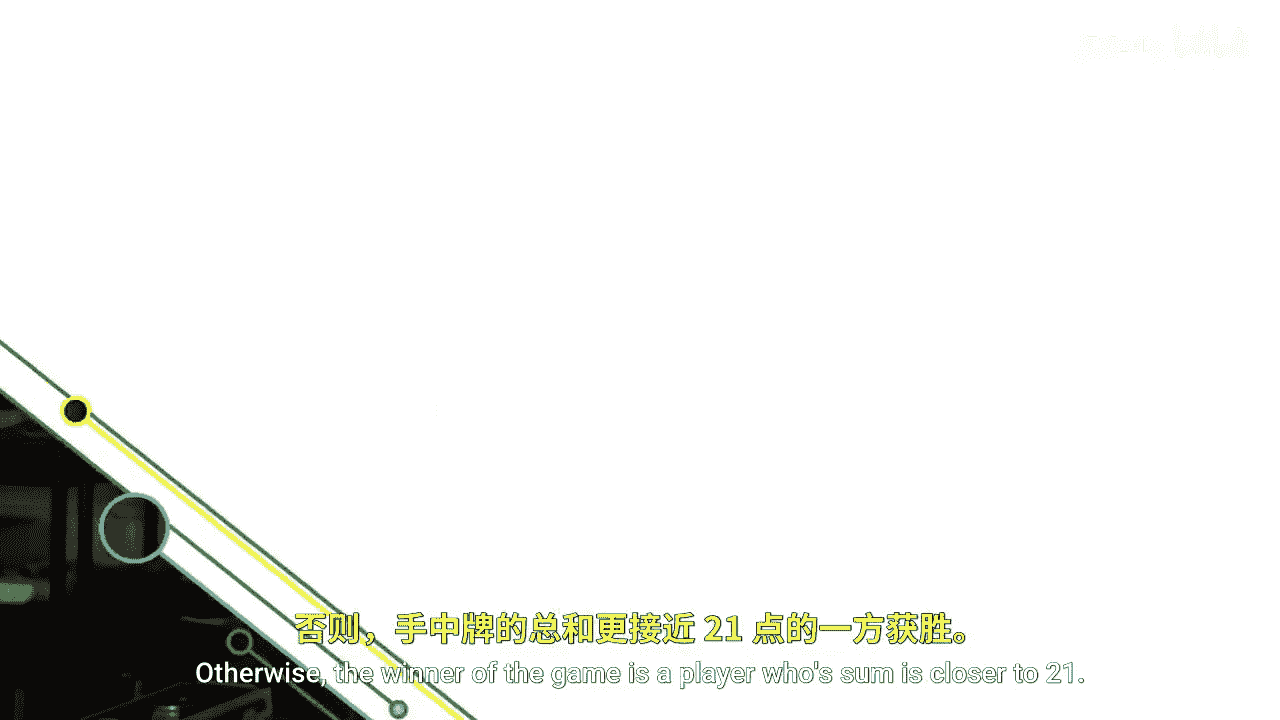 否则，手中牌的总和更接近 21 点的一方获胜。
Otherwise, the winner of the game is a player who's sum is closer to 21.